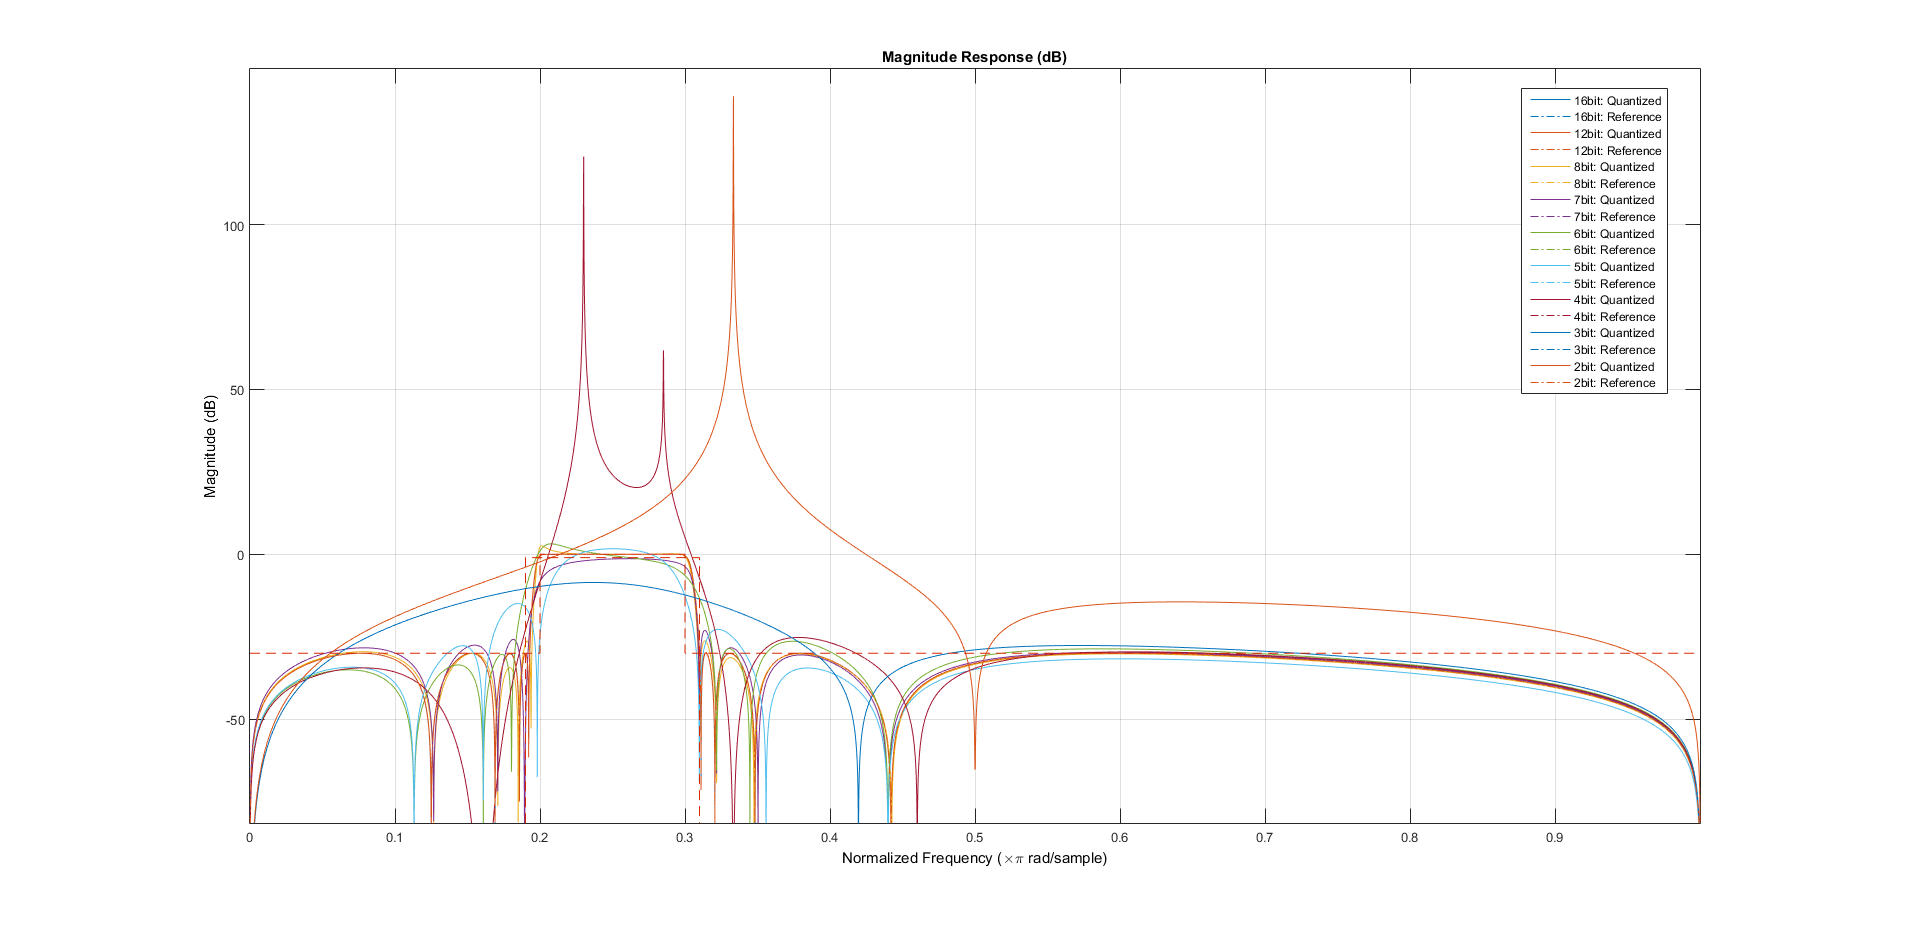 Magnitude Response (dB)
16bit: Quantized
16bit: Reference
12bit: Quantized
12bit: Reference
8bit: Quantized
8bit: Reference
7bit: Quantized
7bit: Reference
6bit: Quantized
6bit: Reference
5bit: Quantized
5bit: Reference
4bit: Quantized
4bit: Reference
3bit: Quantized
3bit: Reference
2bit: Quantized
2bit: Reference
100
50
0
-50
Magnitude (dB)
0 0.1 0.2 0.3 0.4 0.5 0.6 0.7 0.8 0.9
Normalized Frequency (×π rad/sample)